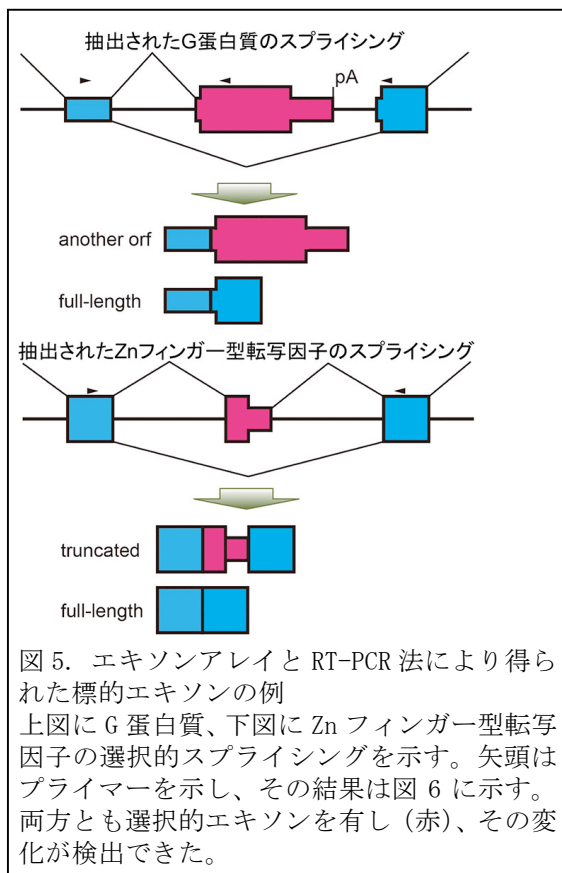 抽出されたG蛋白質のスプライシング
pA
another orf
full-length
抽出されたZnフィンガー型転写因子のスプライシング
truncated
full-length
図 5. エキソンアレイと RT-PCR 法により得ら
れた標的エキソンの例
上図に G 蛋白質、下図に Zn フィンガー型転写
因子の選択的スプライシングを示す。矢頭は
プライマーを示し、その結果は図 6 に示す。
両方とも選択的エキソンを有し（赤）、その変
化が検出できた。